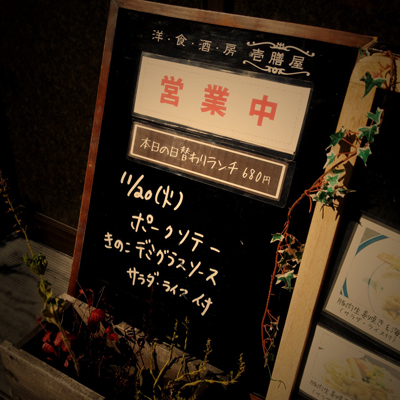 洋・食・酒・房 壱膳屋
営業中
本日の日替わりランチ 680円
11/20(火)
ポークソテー
きのこデミグラスソース
サラダ・ライス付